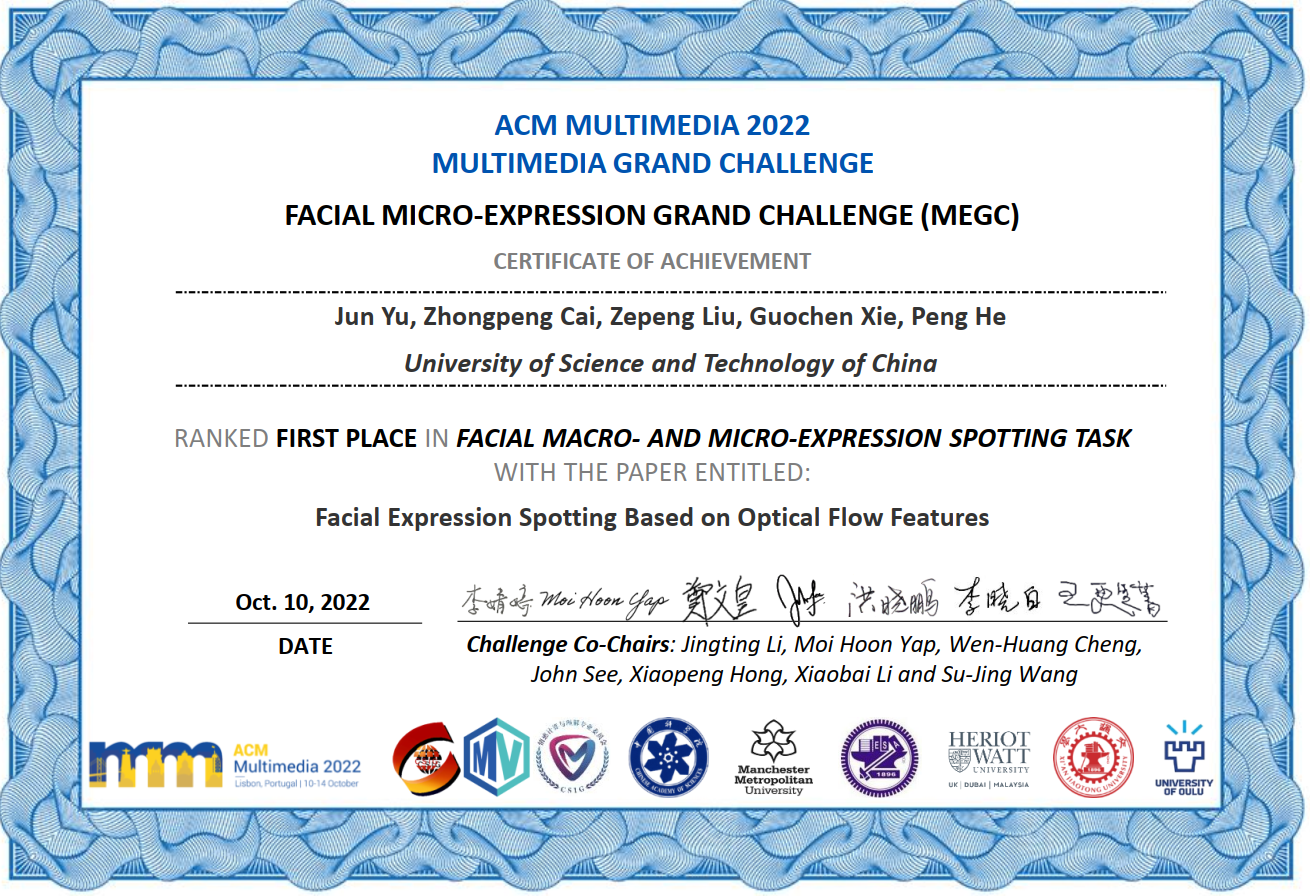 ACM MULTIMEDIA 2022
MULTIMEDIA GRAND CHALLENGE
FACIAL MICRO-EXPRESSION GRAND CHALLENGE (MEGC)
CERTIFICATE OF ACHIEVEMENT
Jun Yu, Zhongpeng Cai, Zepeng Liu, Guochen Xie, Peng He
University of Science and Technology of China
RANKED FIRST PLACE IN FACIAL MACRO- AND MICRO-EXPRESSION SPOTTING TASK
WITH THE PAPER ENTITLED:
Facial Expression Spotting Based on Optical Flow Features
Oct. 10, 2022
DATE
李婧婷 Moi Hoon Yap 鄭文皇 洪晓鹏 李晓白
Challenge Co-Chairs: Jingting Li, Moi Hoon Yap, Wen-Huang Cheng,
John See, Xiaopeng Hong, Xiaobai Li and Su-Jing Wang
mm
ACM
Multimedia 2022
Lisbon, Portugal | 10-14 October
CSIG
MV
CSIG
CHINESE ACADEMY OF SCIENCES
Manchester
Metropolitan
University
1896
HERIOT
WATT
UNIVERSITY
UK | DUBAI | MALAYSIA
XI'AN JIAOTONG UNIVERSITY
1896
UNIVERSITY
OF OULU